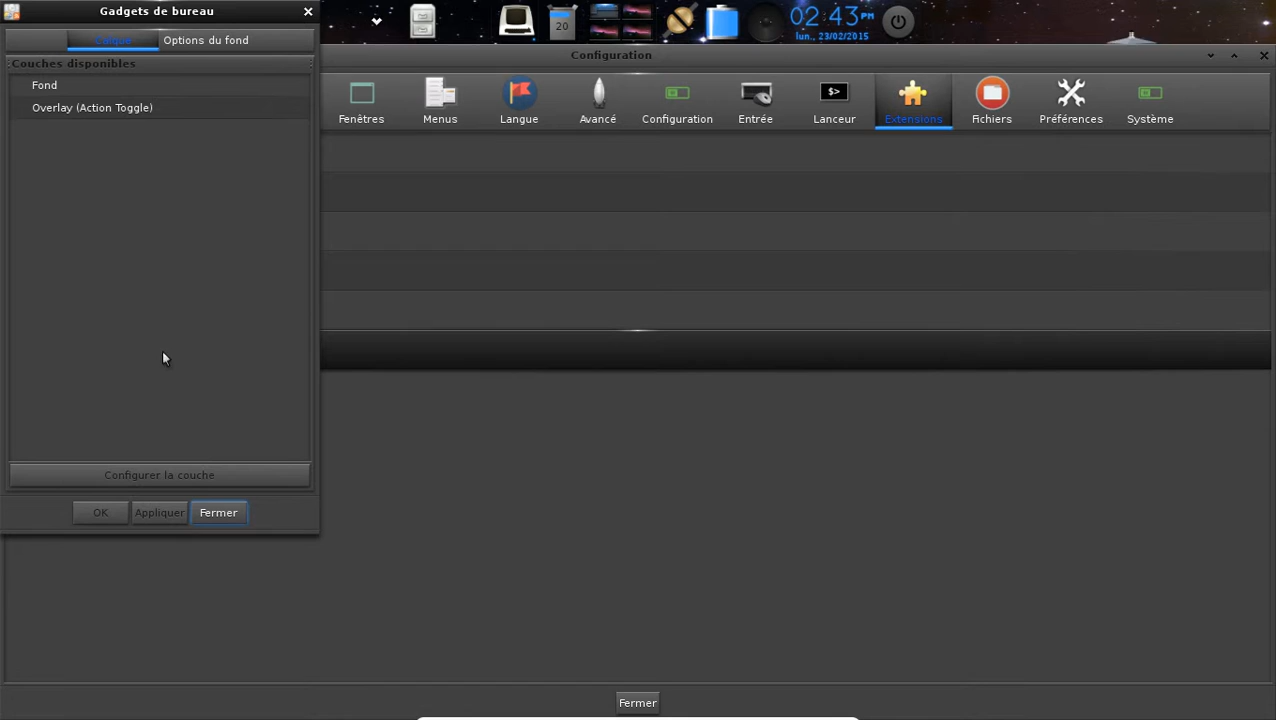 Gadgets de bureau
Calque
Options du fond
Couches disponibles
Fond
Overlay (Action Toggle)
Configurer la couche
OK
Appliquer
Fermer
20
02:43PM
lun., 23/02/2015
Configuration
Fenêtres
Menus
Langue
Avancé
Configuration
Entrée
$>
Lanceur
Extensions
Fichiers
Préférences
Système
Fermer